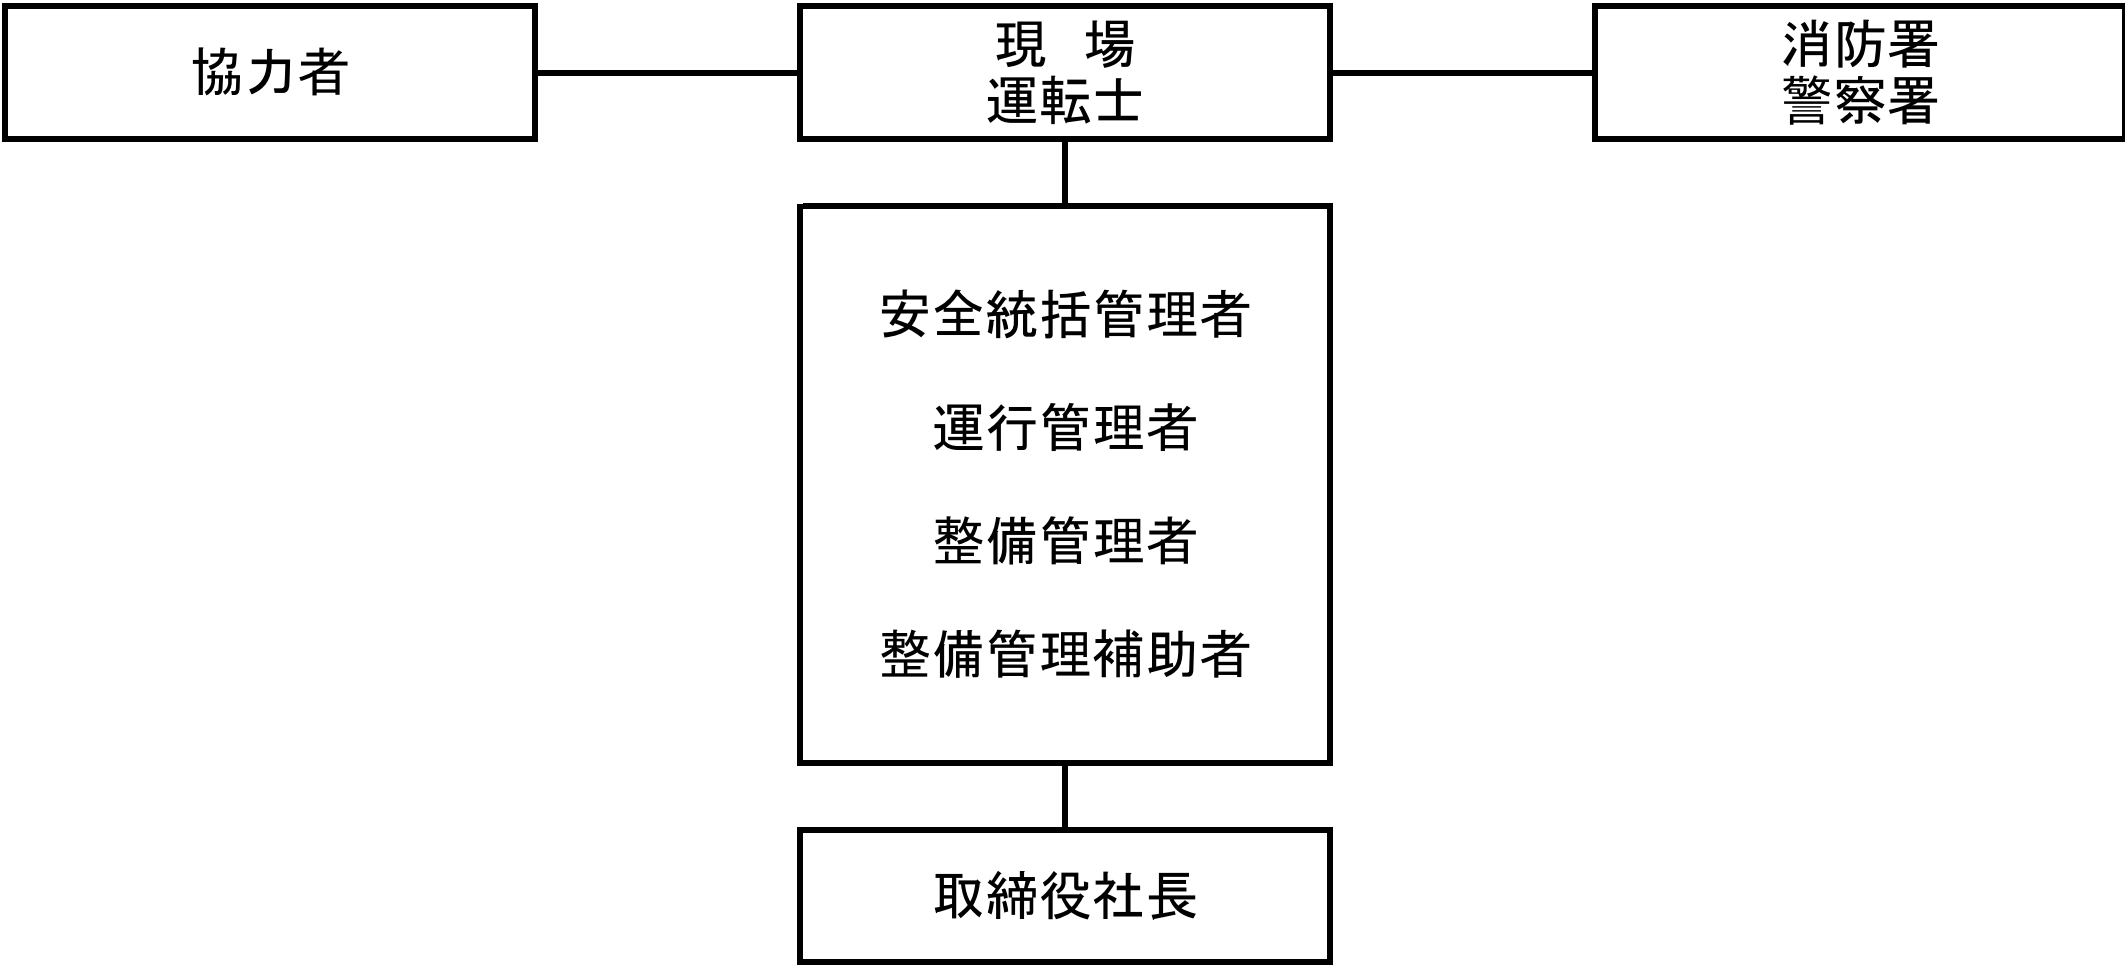 協力者
現 場
運転士
消防署
警察署
安全統括管理者
運行管理者
整備管理者
整備管理補助者
取締役社長